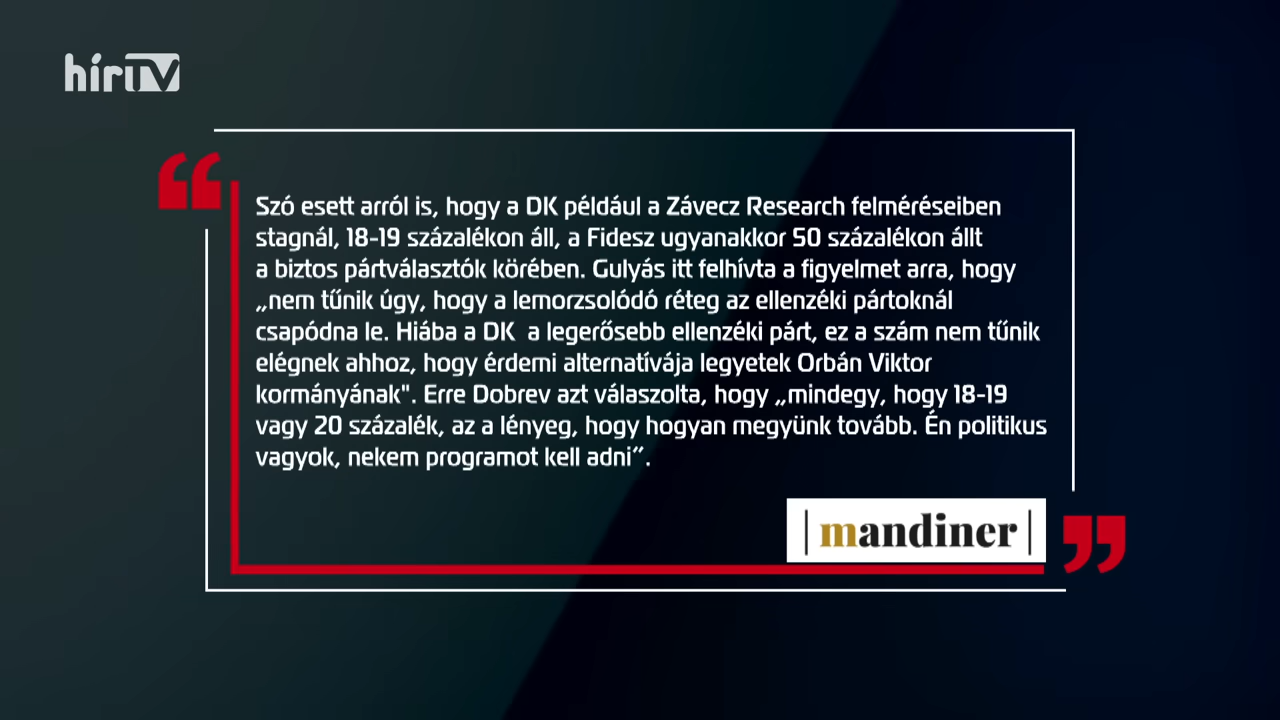 hírTV
Szó esett arról is, hogy a DK például a Závecz Research felméréseiben
stagnál, 18-19 százalékon áll, a Fidesz ugyanakkor 50 százalékon állt
a biztos pártválasztók körében. Gulyás itt felhívta a figyelmet arra, hogy
„nem tűnik úgy, hogy a lemorzsolódó réteg az ellenzéki pártoknál
csapódna le. Hiába a DK  a legerősebb ellenzéki párt, ez a szám nem tűnik
elégnek ahhoz, hogy érdemi alternatívája legyetek Orbán Viktor
kormányának". Erre Dobrev azt válaszolta, hogy „mindegy, hogy 18-19
vagy 20 százalék, az a lényeg, hogy hogyan megyünk tovább. Én politikus
vagyok, nekem programot kell adni”.
| mandiner |